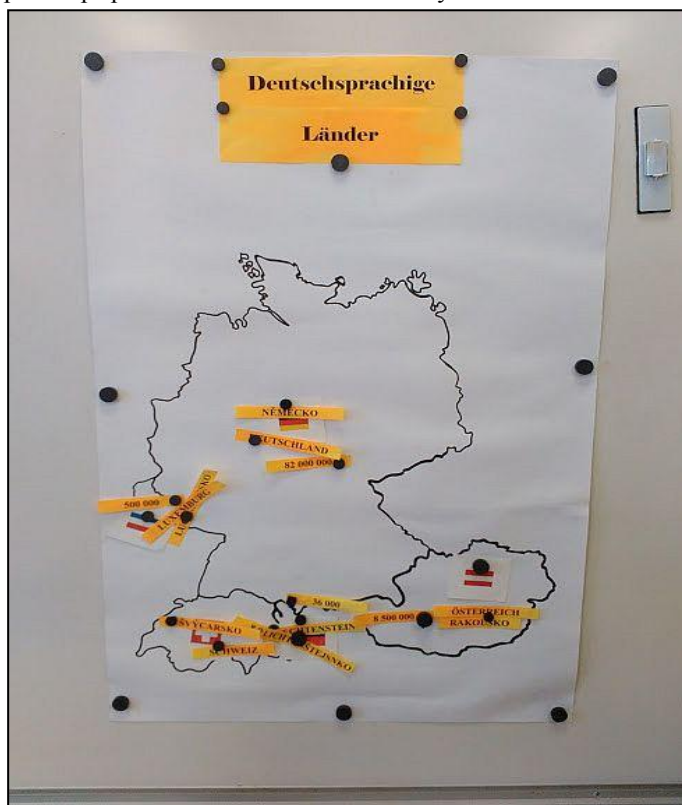 Deutschsprachige
Länder
NĚMECKO
DEUTSCHLAND
82 000 000
500 000
LUXEMBURG
36 000
ŠVÝCARSKO
SCHWEIZ
8 500 000
ÖSTERREICH
RAKOUSKO